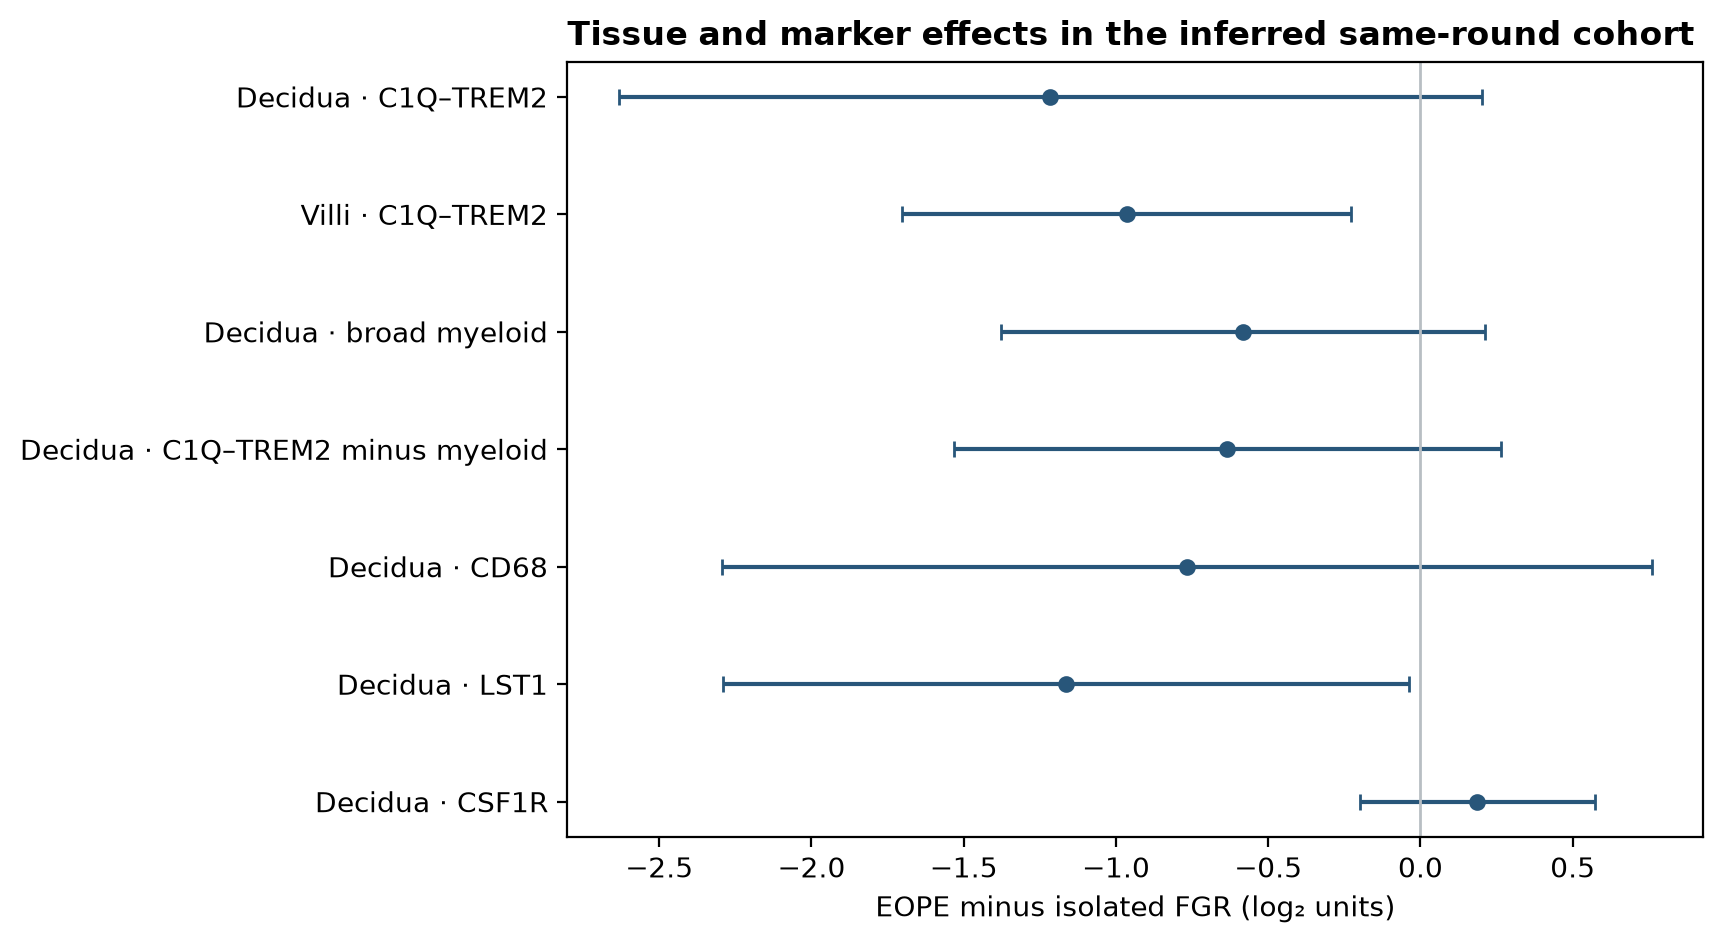 Tissue and marker effects in the inferred same-round cohort
Decidua · C1Q–TREM2
Villi · C1Q–TREM2
Decidua · broad myeloid
Decidua · C1Q–TREM2 minus myeloid
Decidua · CD68
Decidua · LST1
Decidua · CSF1R
−2.5 −2.0 −1.5 −1.0 −0.5 0.0 0.5
EOPE minus isolated FGR (log₂ units)